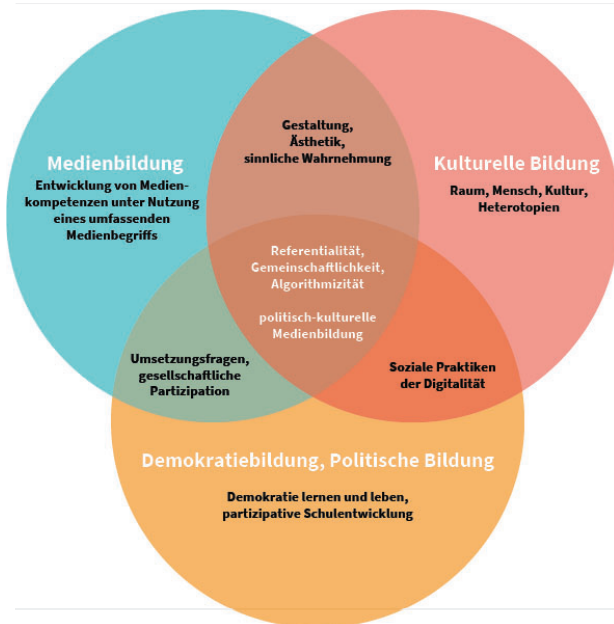 Gestaltung,
Ästhetik,
sinnliche Wahrnehmung
Medienbildung
Entwicklung von Medien-
kompetenzen unter Nutzung
eines umfassenden
Medienbegriffs
Kulturelle Bildung
Raum, Mensch, Kultur,
Heterotopien
Referentialität,
Gemeinschaftlichkeit,
Algorithmizität
politisch-kulturelle
Medienbildung
Umsetzungsfragen,
gesellschaftliche
Partizipation
Soziale Praktiken
der Digitalität
Demokratiebildung, Politische Bildung
Demokratie lernen und leben,
partizipative Schulentwicklung